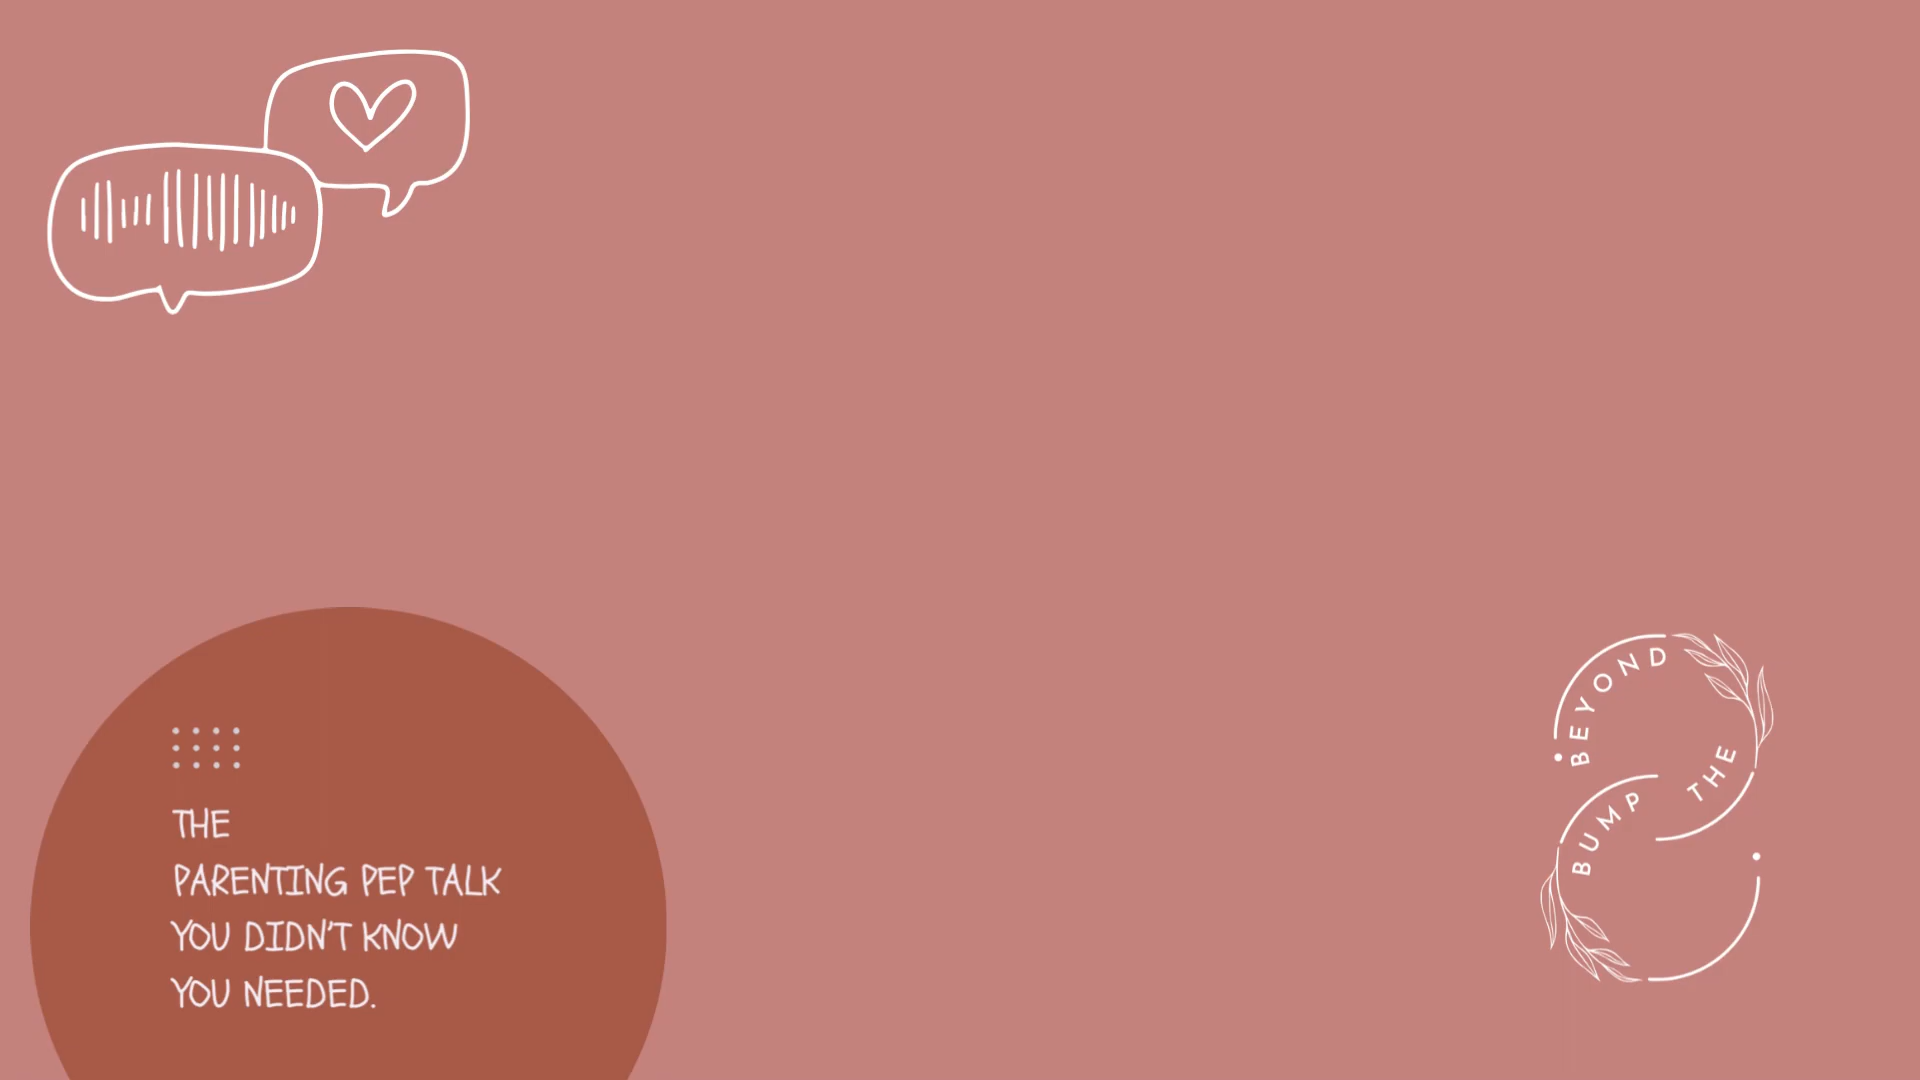 THE
PARENTING PEP TALK
YOU DIDN'T KNOW
YOU NEEDED.
BEYOND
THE
BUMP